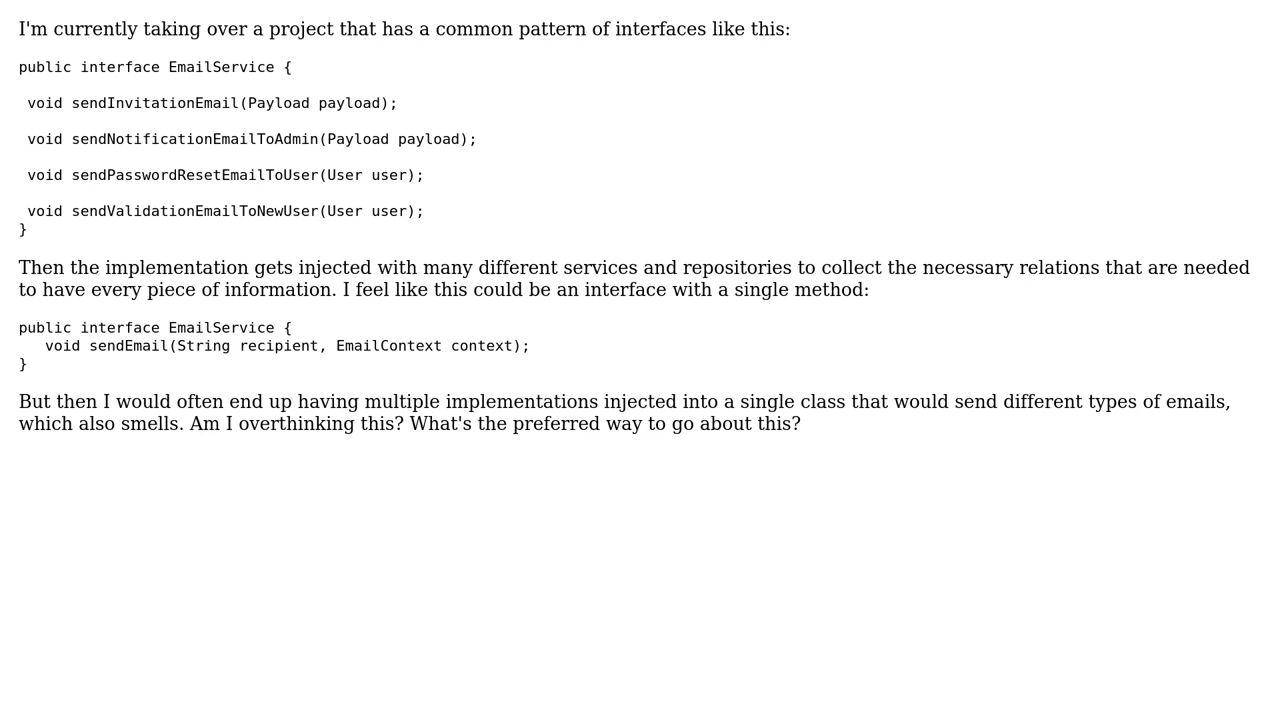 I'm currently taking over a project that has a common pattern of interfaces like this:
public interface EmailService {
void sendInvitationEmail(Payload payload);
void sendNotificationEmailToAdmin(Payload payload);
void sendPasswordResetEmailToUser(User user);
void sendValidationEmailToNewUser(User user);
}
Then the implementation gets injected with many different services and repositories to collect the necessary relations that are needed
to have every piece of information. I feel like this could be an interface with a single method:
public interface EmailService {
void sendEmail(String recipient, EmailContext context);
}
But then I would often end up having multiple implementations injected into a single class that would send different types of emails,
which also smells. Am I overthinking this? What's the preferred way to go about this?